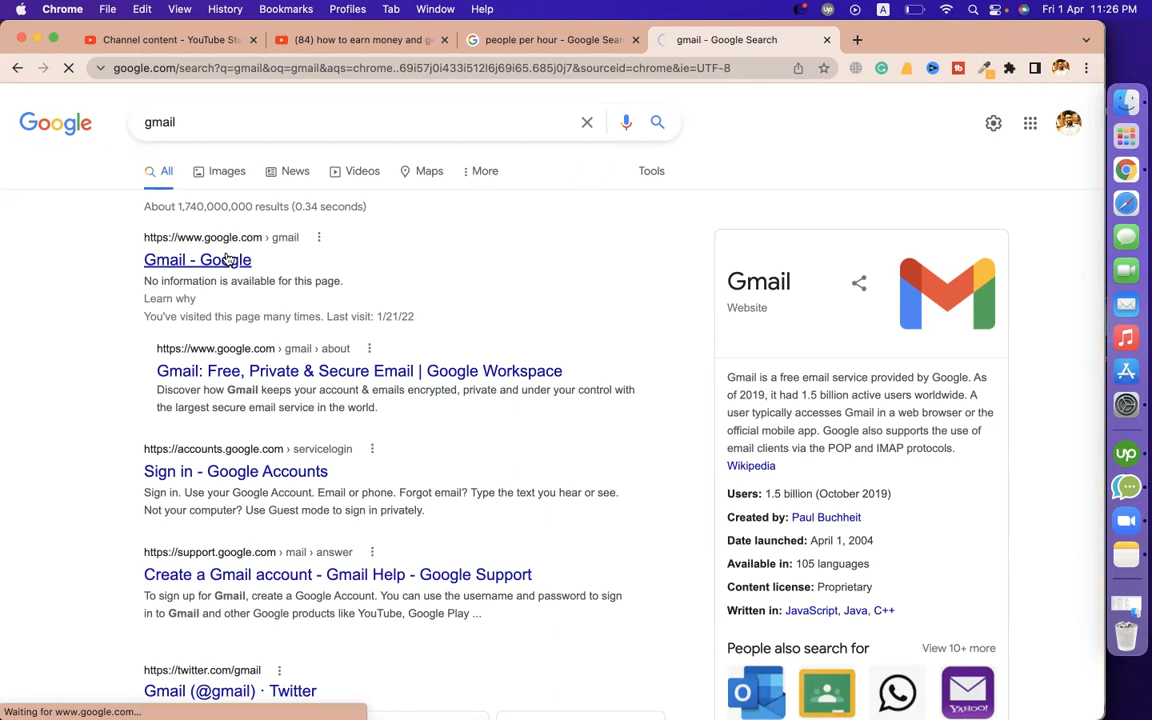 Chrome File Edit View History Bookmarks Profiles Tab Window Help
A Fri 1 Apr 11:26 PM
Channel content - YouTube Stu
(84) how to earn money and g
people per hour - Google Sear
gmail - Google Search
google.com/search?q=gmail&oq=gmail&aqs=chrome..69i57j0i433i512l6j69i65.685j0j7&sourceid=chrome&ie=UTF-8
Google
gmail
All
Images
News
Videos
Maps
More
Tools
About 1,740,000,000 results (0.34 seconds)
https://www.google.com › gmail
Gmail - Google
No information is available for this page.
Learn why
You've visited this page many times. Last visit: 1/21/22
https://www.google.com › gmail › about
Gmail: Free, Private & Secure Email | Google Workspace
Discover how Gmail keeps your account & emails encrypted, private and under your control with
the largest secure email service in the world.
https://accounts.google.com › servicelogin
Sign in - Google Accounts
Sign in. Use your Google Account. Email or phone. Forgot email? Type the text you hear or see.
Not your computer? Use Guest mode to sign in privately.
https://support.google.com › mail › answer
Create a Gmail account - Gmail Help - Google Support
To sign up for Gmail, create a Google Account. You can use the username and password to sign
in to Gmail and other Google products like YouTube, Google Play ...
https://twitter.com/gmail
Gmail (@gmail) · Twitter
Waiting for www.google.com...
Gmail
Website
Gmail is a free email service provided by Google. As
of 2019, it had 1.5 billion active users worldwide. A
user typically accesses Gmail in a web browser or the
official mobile app. Google also supports the use of
email clients via the POP and IMAP protocols.
Wikipedia
Users: 1.5 billion (October 2019)
Created by: Paul Buchheit
Date launched: April 1, 2004
Available in: 105 languages
Content license: Proprietary
Written in: JavaScript, Java, C++
People also search for
View 10+ more
YAHOO!
up